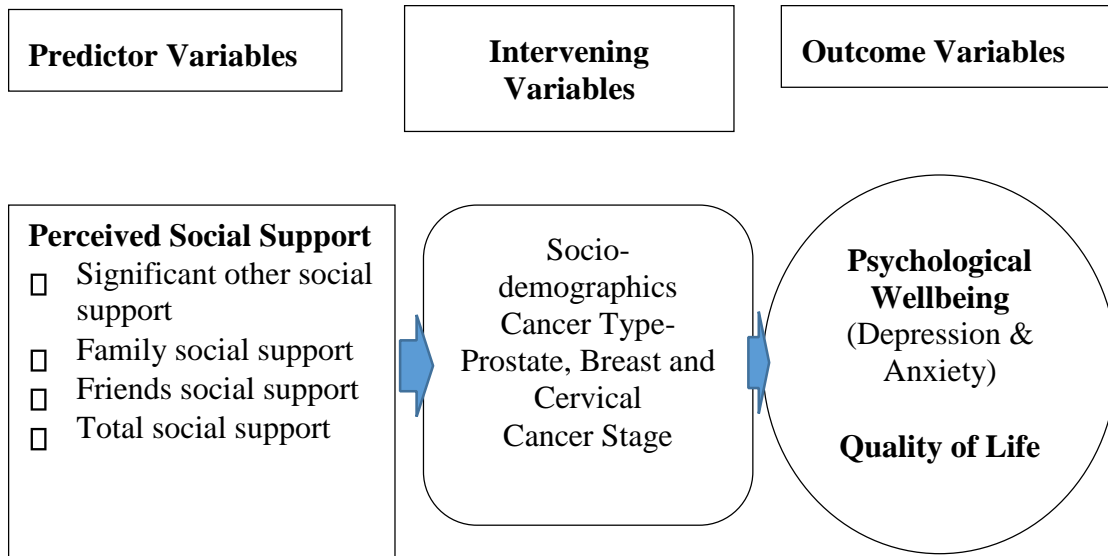 Predictor Variables
Intervening
Variables
Outcome Variables
Perceived Social Support
Significant other social
support
Family social support
Friends social support
Total social support
Socio-
demographics
Cancer Type-
Prostate, Breast and
Cervical
Cancer Stage
Psychological
Wellbeing
(Depression &
Anxiety)
Quality of Life